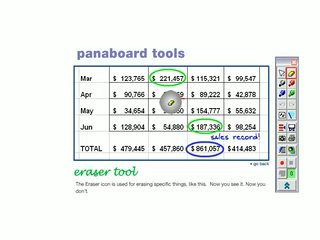 panaboard tools
Mar $ 123,765 $ 221,457 $ 115,321 $ 99,547
Apr $ 90,766 $ $ 89,222 $ 42,878
May $ 34,654 $ $ 154,777 $ 55,632
Jun $ 128,904 $ 54,880 $ 187,336 $ 98,254
sales record!
TOTAL $ 479,445 $ 457,860 $ 861,057 $ 414,483
go back
eraser tool
The Eraser icon is used for erasing specific things, like this. Now you see it. Now you
don't.